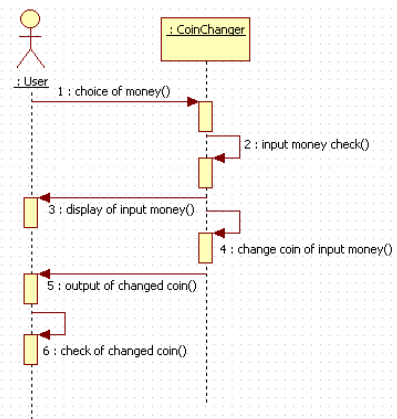 : CoinChanger
: User
1 : choice of money()
2 : input money check()
3 : display of input money()
4 : change coin of input money()
5 : output of changed coin()
6 : check of changed coin()